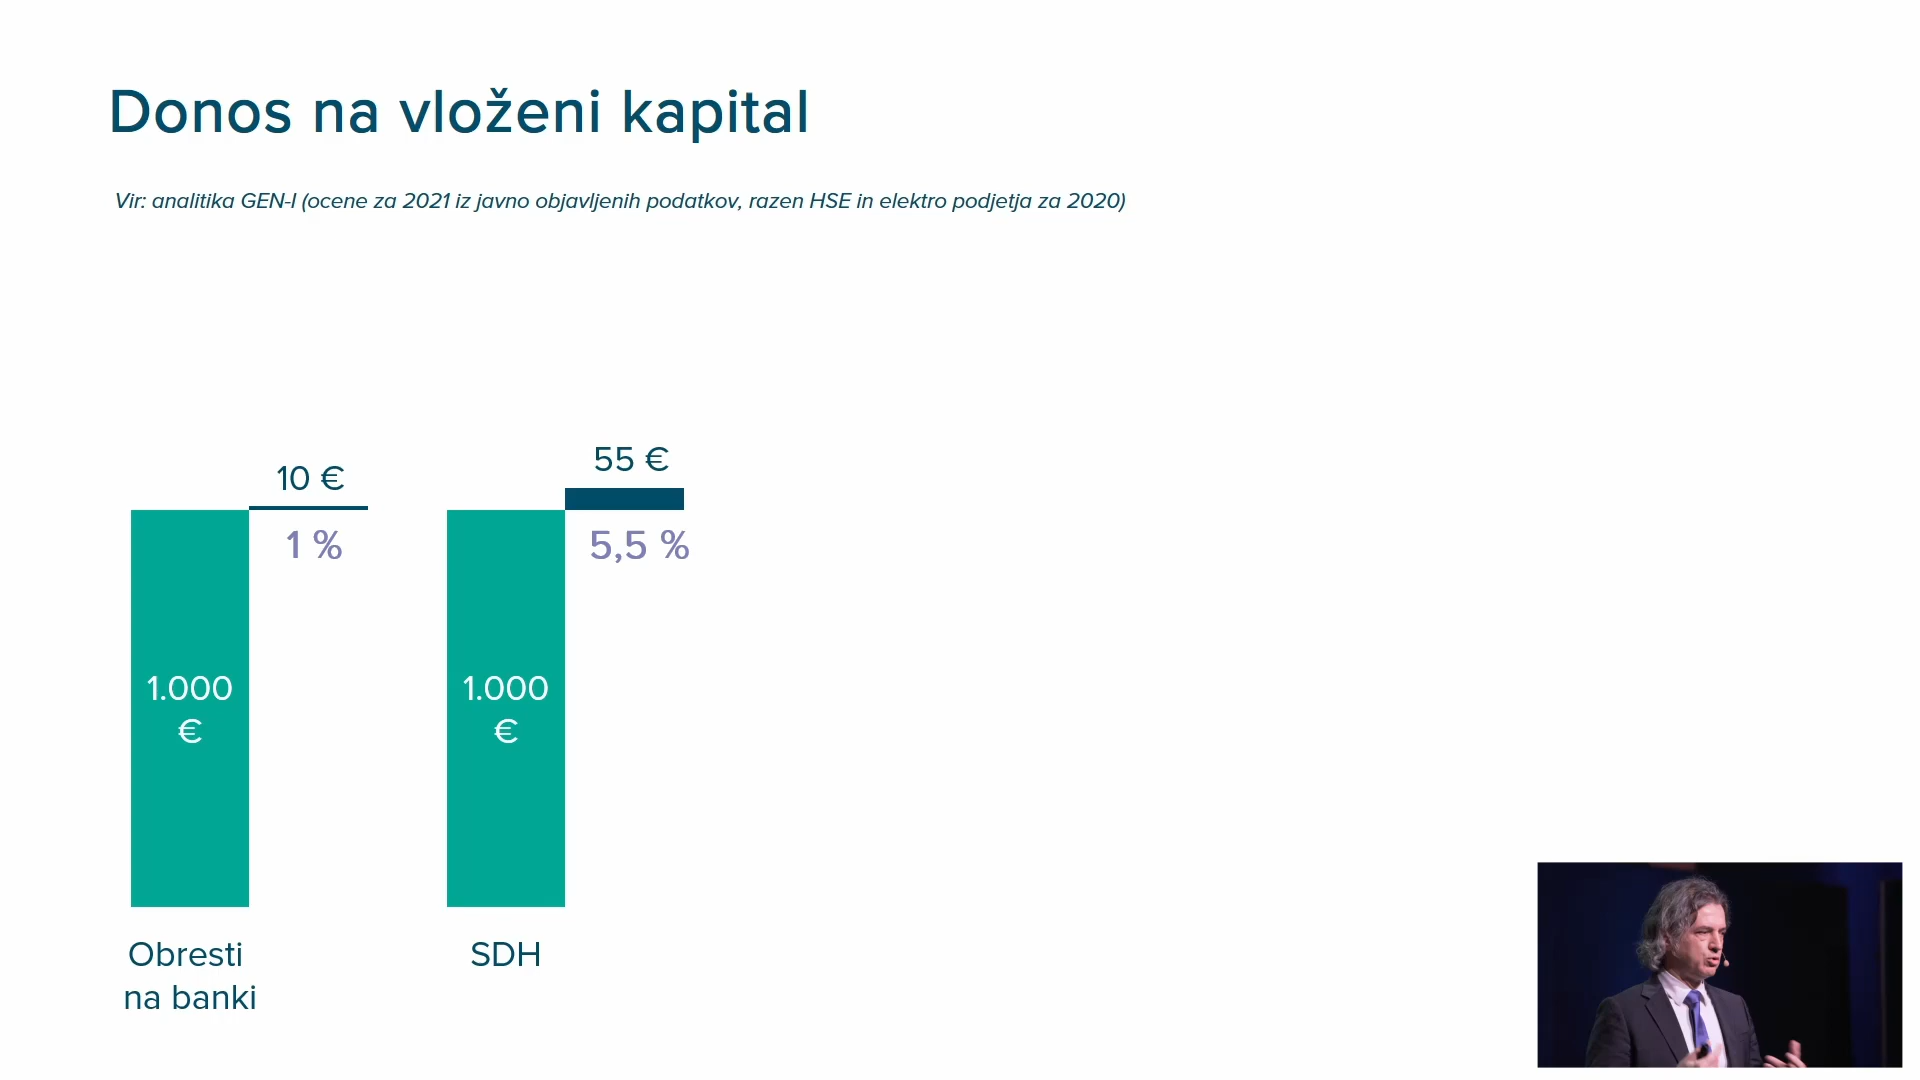 Donos na vloženi kapital
Vir: analitika GEN-I (ocene za 2021 iz javno objavljenih podatkov, razen HSE in elektro podjetja za 2020)
10 €
1 %
1.000
€
Obresti
na banki
55 €
5,5 %
1.000
€
SDH